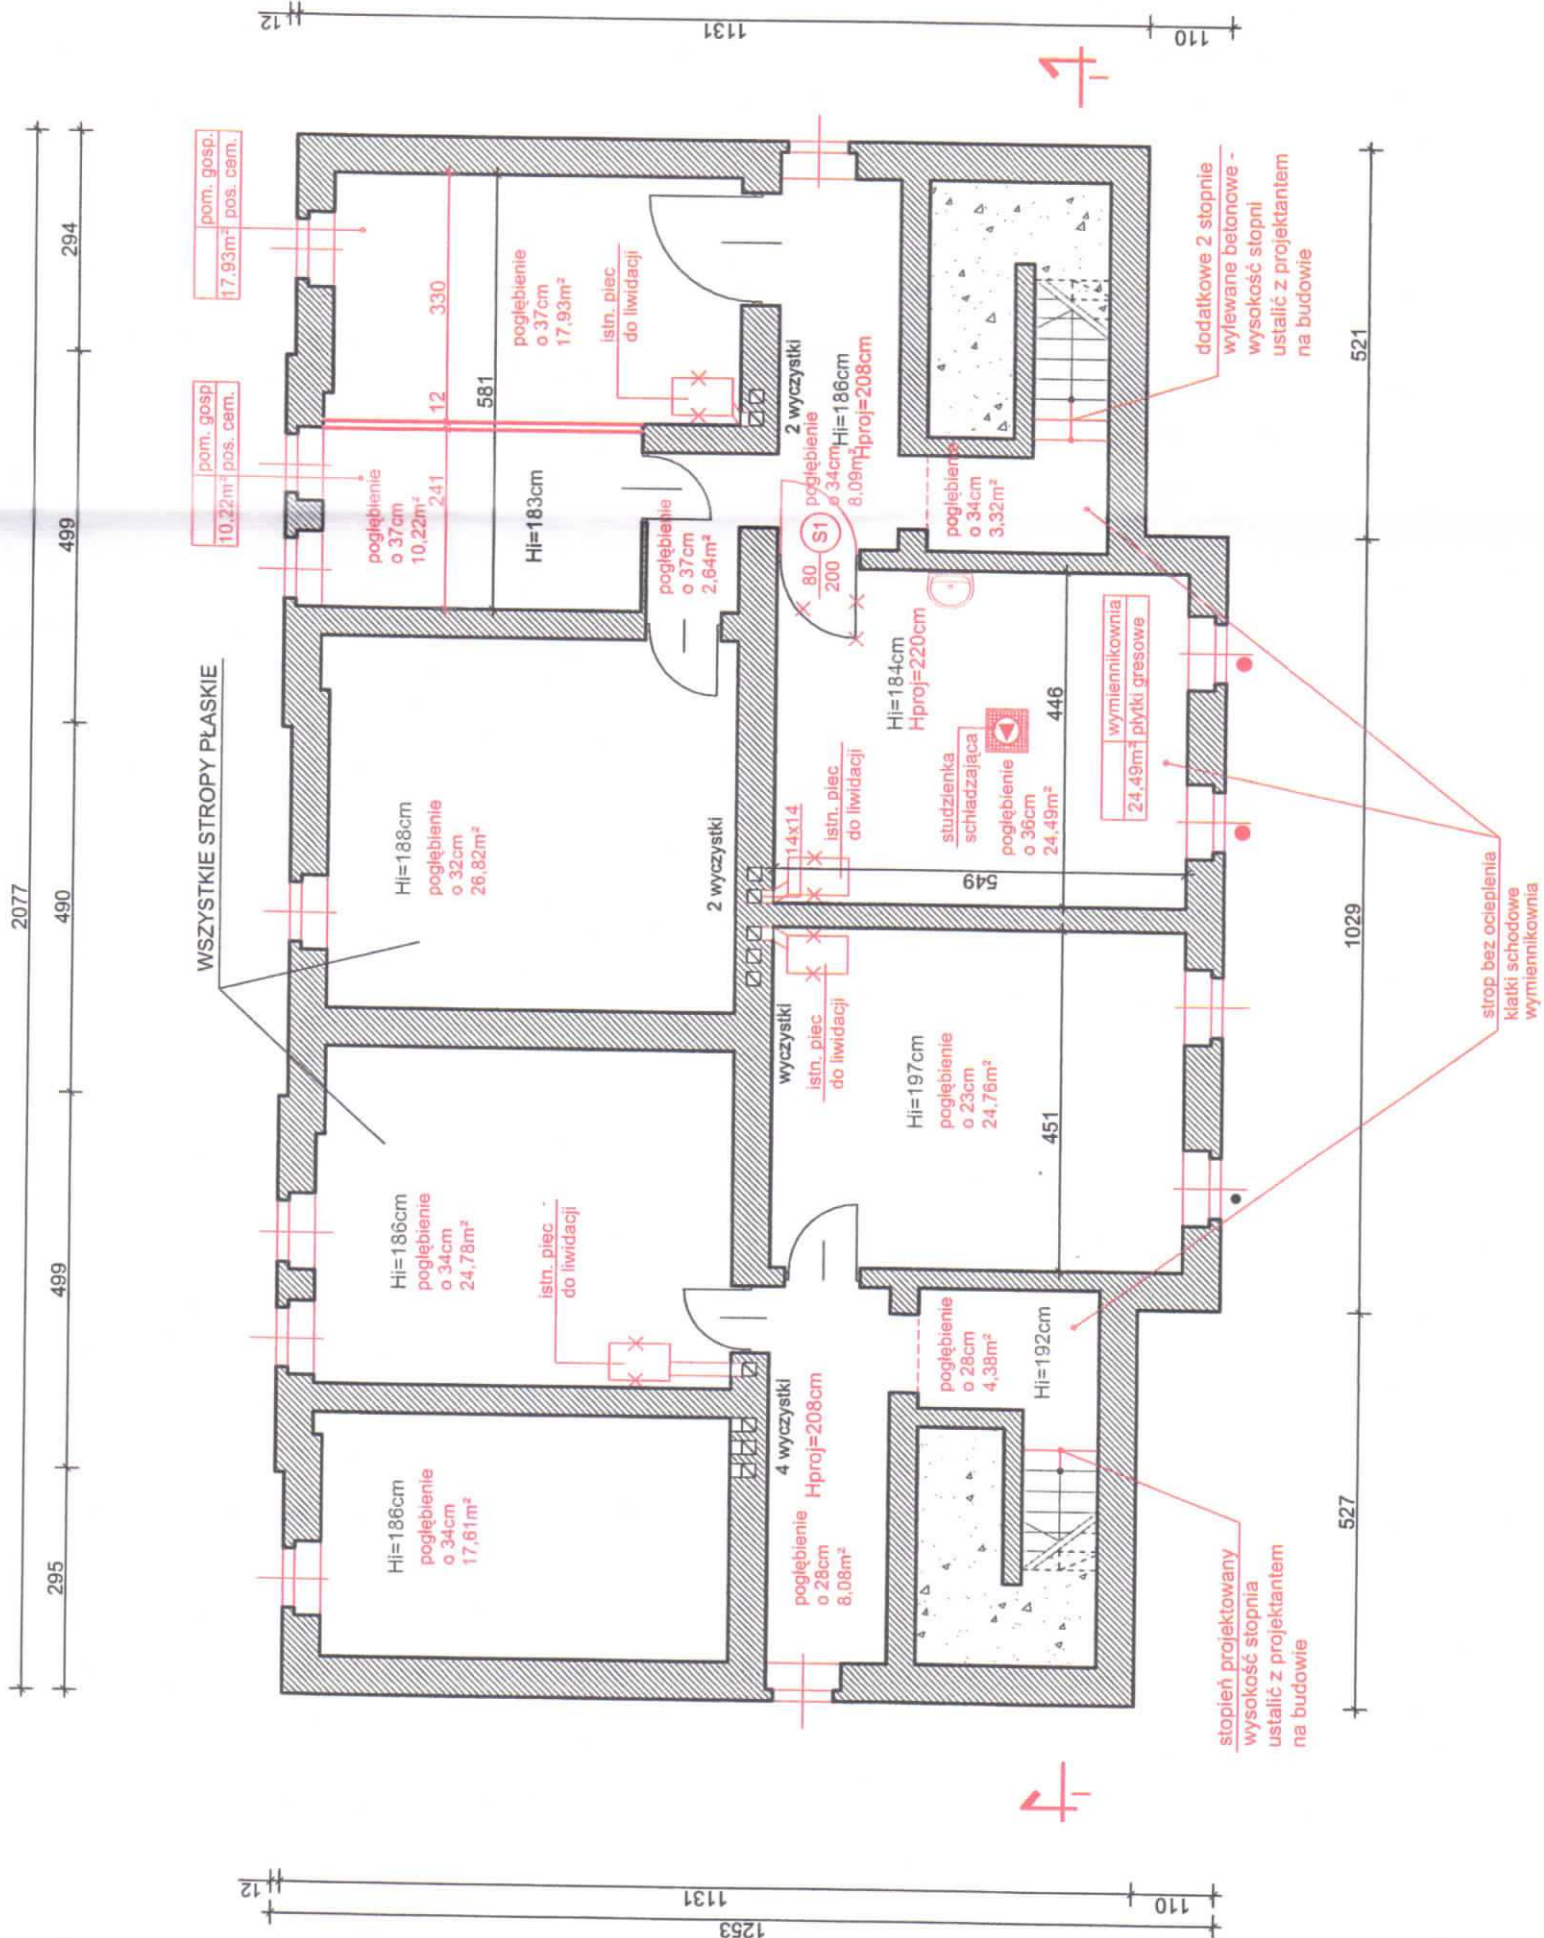 2077
295
499
490
499
294
12
1131
110
12
1131
110
1253
527
1029
521
1
1
WSZYSTKIE STROPY PŁASKIE
pom. gosp.
17,93m² pos. cem.
pom. gosp
10,22m² pos. cem.
330
12
241
581
pogłębienie
o 37cm
17,93m²
istn. piec
do liwidacji
pogłębienie
o 37cm
10,22m²
Hi=183cm
pogłębienie
o 37cm
2,64m²
2 wyczystki
Hi=186cm
Hproj=208cm
pogłębienie
o 34cm
8,09m²
S1
80
200
pogłębienie
o 34cm
3,32m²
dodatkowe 2 stopnie
wylewane betonowe -
wysokość stopni
ustalić z projektantem
na budowie
Hi=188cm
pogłębienie
o 32cm
26,82m²
2 wyczystki
Hi=184cm
Hproj=220cm
studzienka
schładzająca
pogłębienie
o 36cm
24,49m²
446
549
wymiennikownia
24,49m² płytki gresowe
14x14
istn. piec
do liwidacji
wyczystki
istn. piec
do liwidacji
Hi=197cm
pogłębienie
o 23cm
24,76m²
451
strop bez ocieplenia
klatki schodowe
wymiennikownia
Hi=186cm
pogłębienie
o 34cm
24,78m²
istn. piec
do liwidacji
Hi=186cm
pogłębienie
o 34cm
17,61m²
4 wyczystki
Hproj=208cm
pogłębienie
o 28cm
8,08m²
pogłębienie
o 28cm
4,38m²
Hi=192cm
stopień projektowany
wysokość stopnia
ustalić z projektantem
na budowie